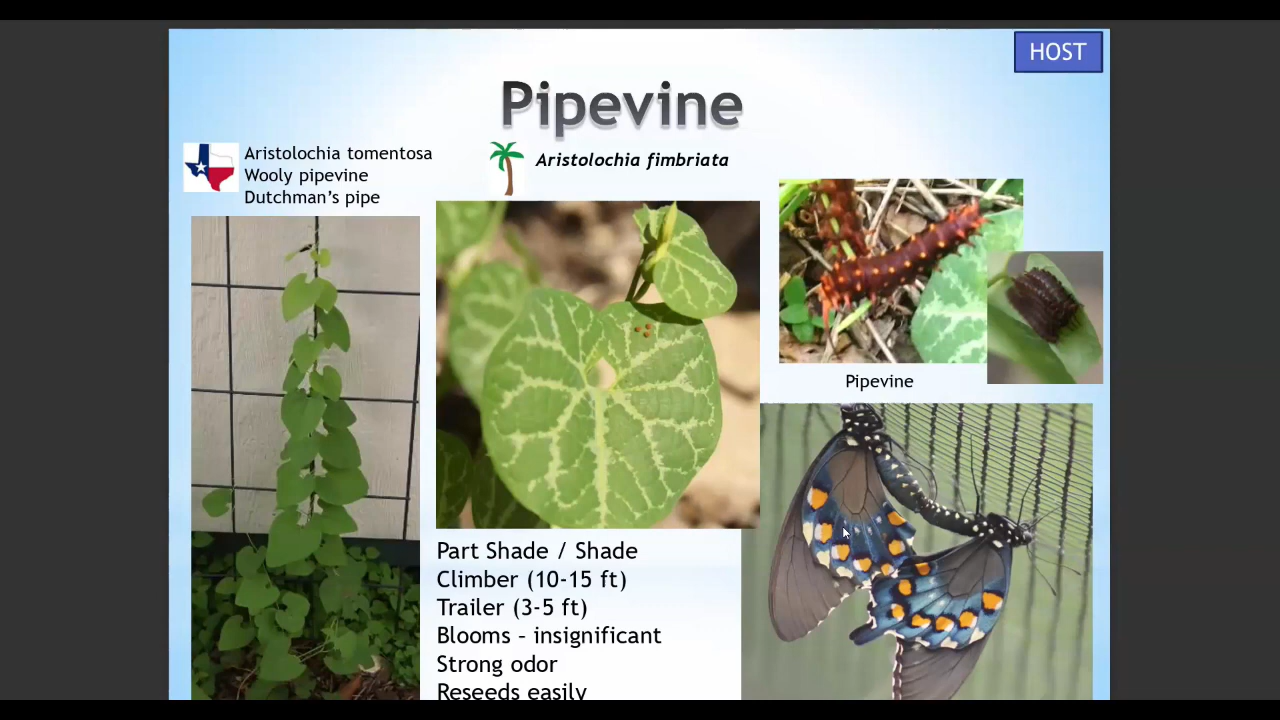 HOST
Pipevine
Aristolochia tomentosa
Wooly pipevine
Dutchman's pipe
Aristolochia fimbriata
Pipevine
Part Shade / Shade
Climber (10-15 ft)
Trailer (3-5 ft)
Blooms – insignificant
Strong odor
Reseeds easily